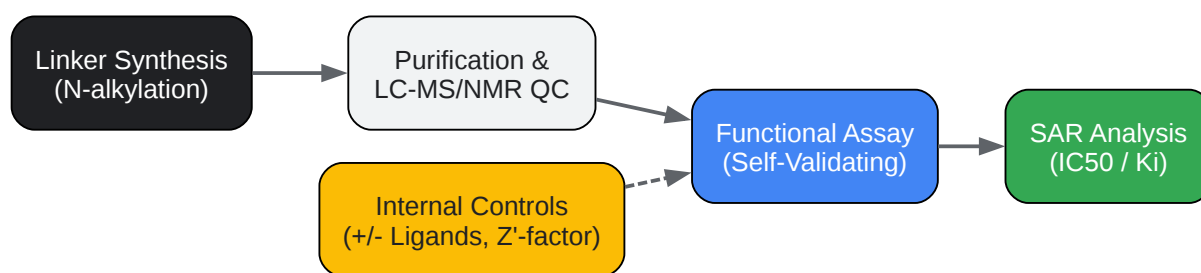 Linker Synthesis
(N-alkylation)
Purification &
LC-MS/NMR QC
Internal Controls
(+/- Ligands, Z'-factor)
Functional Assay
(Self-Validating)
SAR Analysis
(IC50 / Ki)